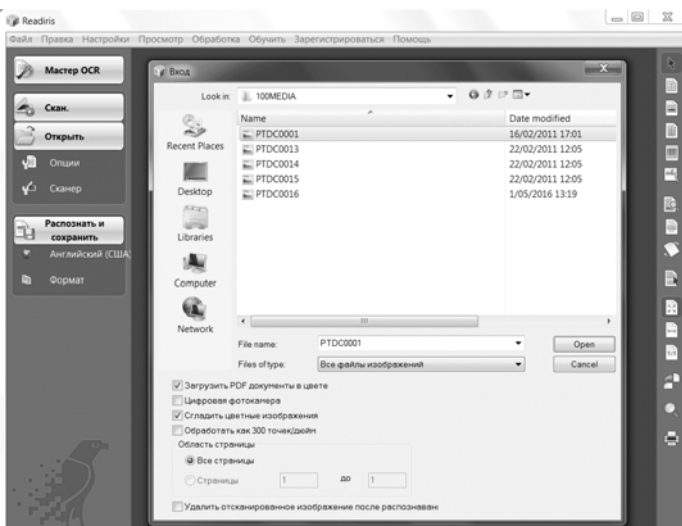 Readiris
Файл Правка Настройки Просмотр Обработка Обучить Зарегистрироваться Помощь
Мастер OCR
Скан.
Открыть
Опции
Сканер
Распознать и
сохранить
Английский (США)
Формат
Вход
Look in: 100MEDIA
Name Date modified
PTDC0001 16/02/2011 17:01
PTDC0013 22/02/2011 12:05
PTDC0014 22/02/2011 12:05
PTDC0015 22/02/2011 12:05
PTDC0016 1/05/2016 13:19
Recent Places
Desktop
Libraries
Computer
Network
File name: PTDC0001 Open
Files of type: Все файлы изображений Cancel
Загрузить PDF документы в цвете
Цифровая фотокамера
Сгладить цветные изображения
Обработать как 300 точек/дюйм
Область страницы
Все страницы
Страницы 1 до 1
Удалить отсканированное изображение после распознаван